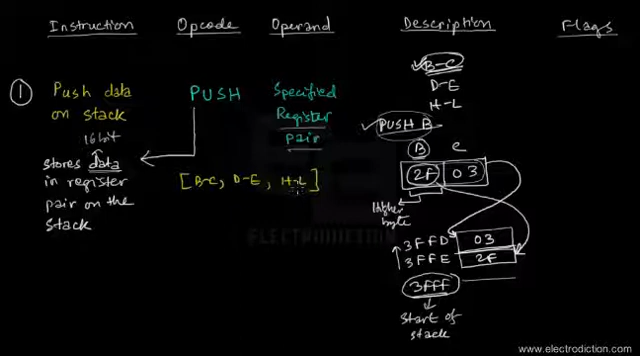 Instruction Opcode Operand Description Flags
① Push data
on stack
16 bit
stores data
in register
pair on the
stack
PUSH
Specified
Register
pair
[B-C, D-E, H-L]
✓ B-C
D-E
H-L
✓ PUSH B
B C
2F 03
Higher
byte
3FFD 03
3FFE 2F
3FFF
start of
stack
ELECTRODICTION
www.electrodiction.com